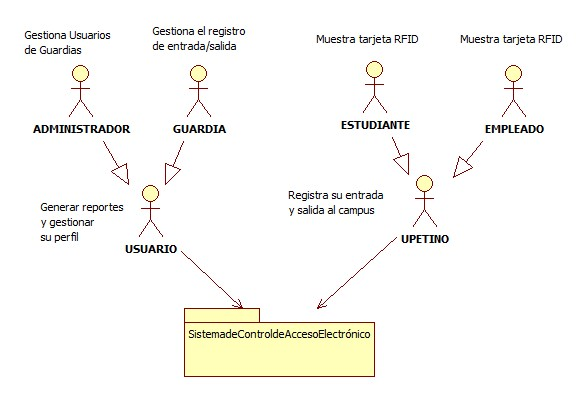 Gestiona Usuarios
de Guardias
Gestiona el registro
de entrada/salida
Muestra tarjeta RFID
Muestra tarjeta RFID
ADMINISTRADOR
GUARDIA
ESTUDIANTE
EMPLEADO
Generar reportes
y gestionar
su perfil
USUARIO
Registra su entrada
y salida al campus
UPETINO
SistemadeControldeAccesoElectrónico